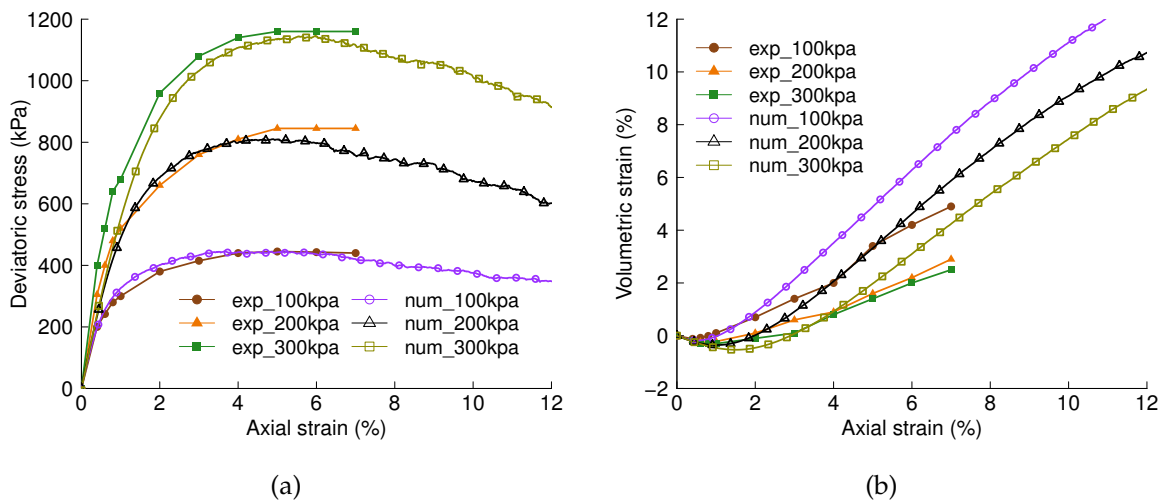 1200
1000
800
600
400
200
0
Deviatoric stress (kPa)
exp_100kpa
exp_200kpa
exp_300kpa
num_100kpa
num_200kpa
num_300kpa
0 2 4 6 8 10 12
Axial strain (%)
(a)
12
10
8
6
4
2
0
−2
Volumetric strain (%)
exp_100kpa
exp_200kpa
exp_300kpa
num_100kpa
num_200kpa
num_300kpa
0 2 4 6 8 10 12
Axial strain (%)
(b)